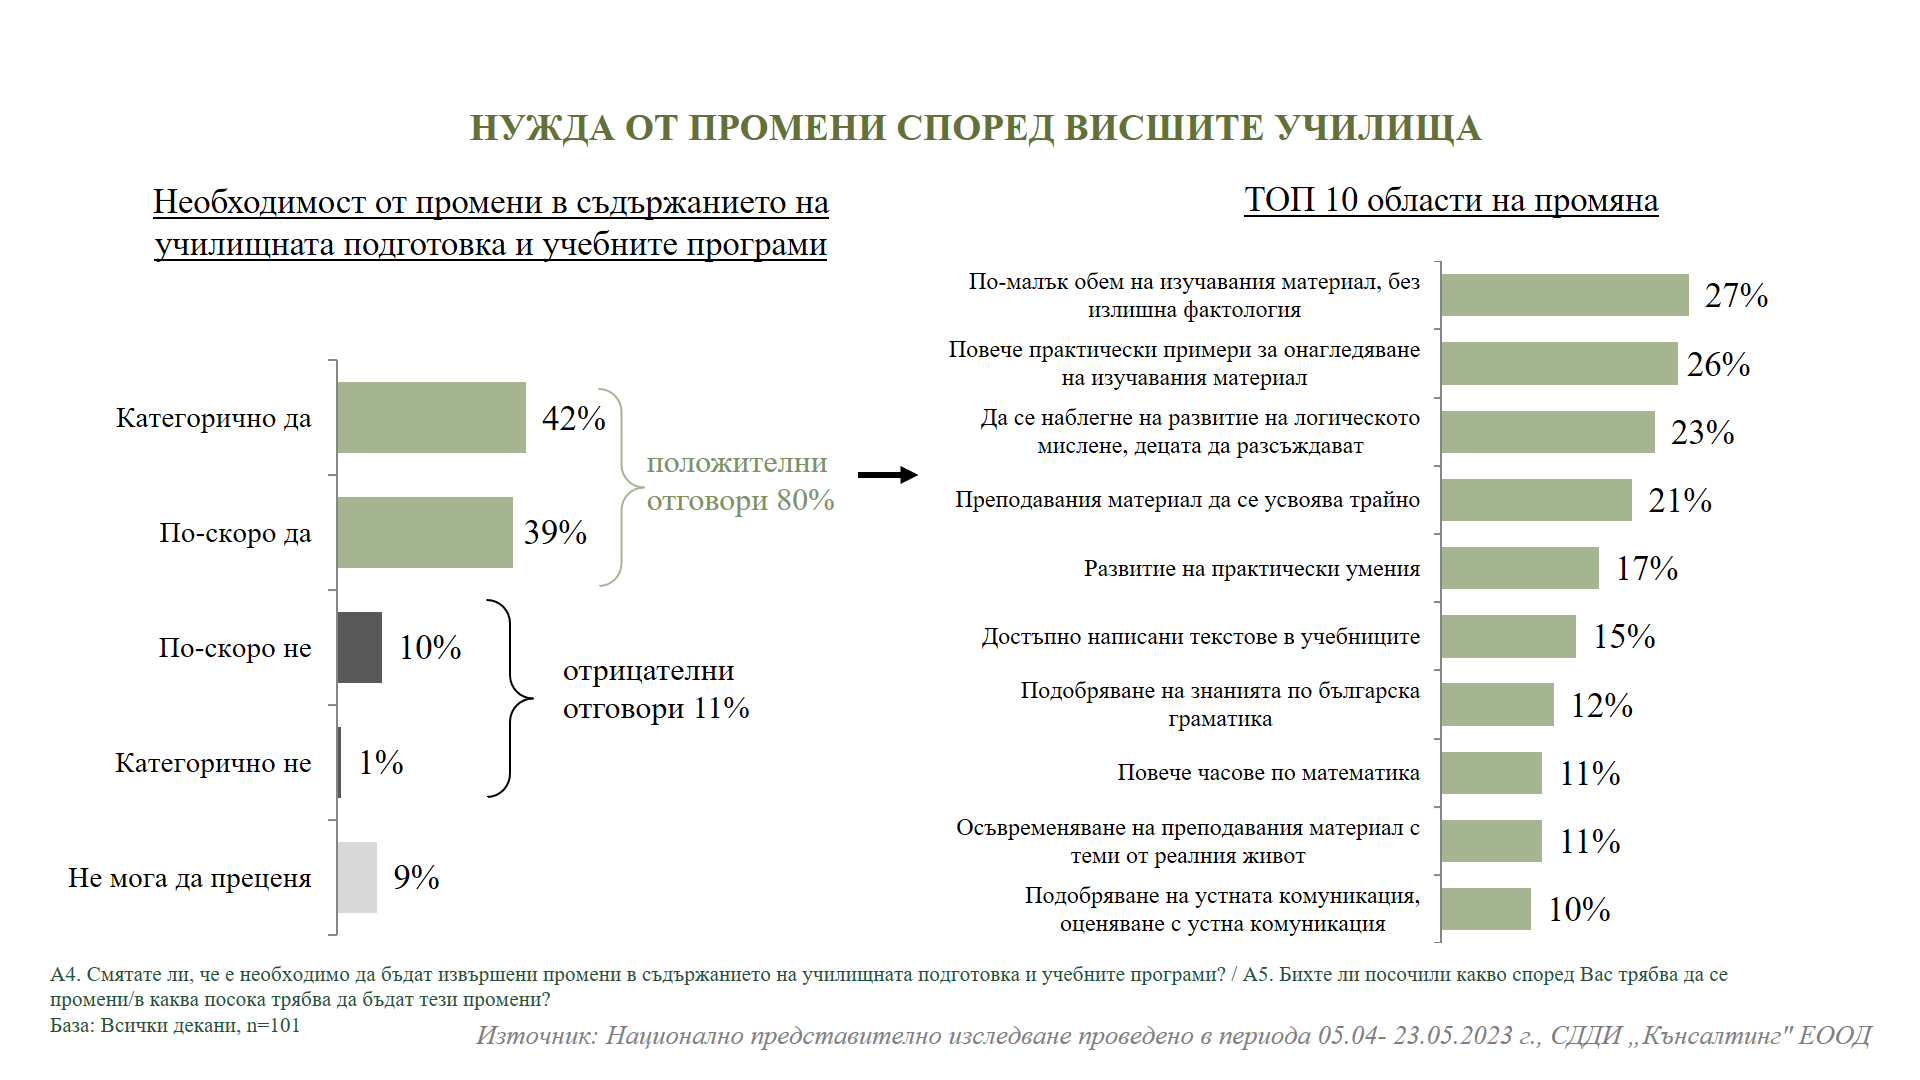 НУЖДА ОТ ПРОМЕНИ СПОРЕД ВИСШИТЕ УЧИЛИЩА
Необходимост от промени в съдържанието на
училищната подготовка и учебните програми
Категорично да
42%
По-скоро да
39%
положителни
отговори 80%
По-скоро не
10%
Категорично не
1%
отрицателни
отговори 11%
Не мога да преценя
9%
ТОП 10 области на промяна
По-малък обем на изучавания материал, без
излишна фактология
27%
Повече практически примери за онагледяване
на изучавания материал
26%
Да се наблегне на развитие на логическото
мислене, децата да разсъждават
23%
Преподавания материал да се усвоява трайно
21%
Развитие на практически умения
17%
Достъпно написани текстове в учебниците
15%
Подобряване на знанията по българска
граматика
12%
Повече часове по математика
11%
Осъвременяване на преподавания материал с
теми от реалния живот
11%
Подобряване на устната комуникация,
оценяване с устна комуникация
10%
А4. Смятате ли, че е необходимо да бъдат извършени промени в съдържанието на училищната подготовка и учебните програми? / А5. Бихте ли посочили какво според Вас трябва да се
промени/в каква посока трябва да бъдат тези промени?
База: Всички декани, n=101
Източник: Национално представително изследване проведено в периода 05.04- 23.05.2023 г., СДДИ „Кънсалтинг" ЕООД